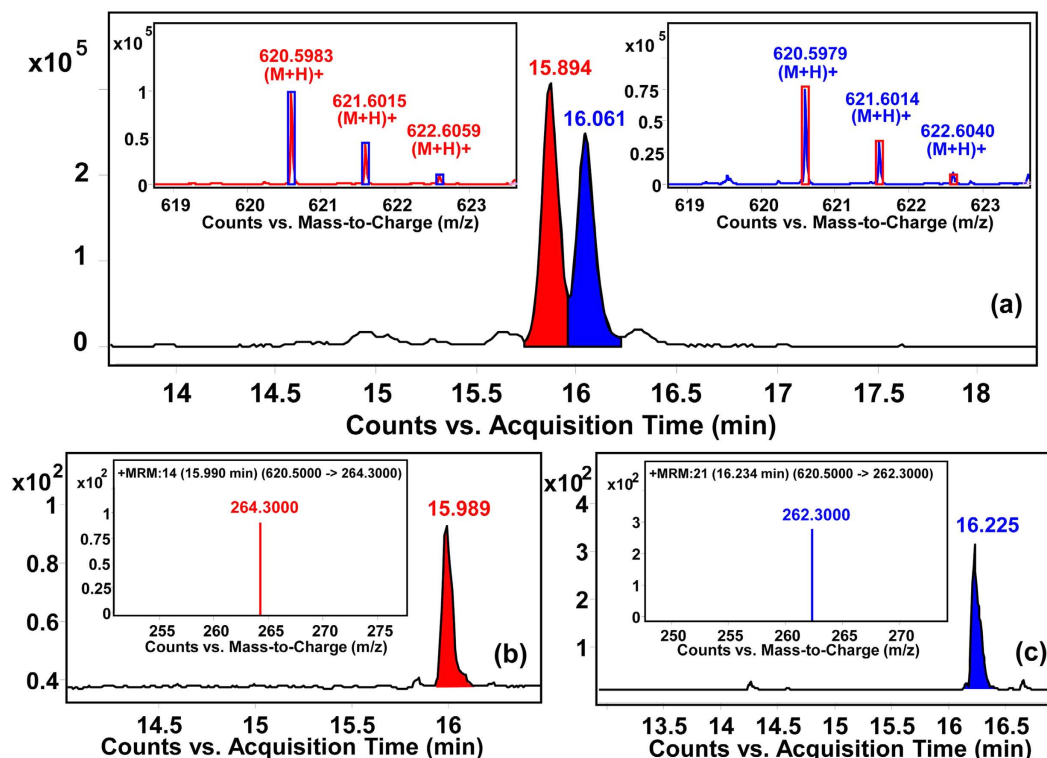 x10 5
x10 5
620.5983
(M+H)+
621.6015
(M+H)+
622.6059
(M+H)+
1
0.5
0
619 620 621 622 623
Counts vs. Mass-to-Charge (m/z)
15.894
16.061
x10 5
620.5979
(M+H)+
621.6014
(M+H)+
622.6040
(M+H)+
0.75
0.5
0.25
0
619 620 621 622 623
Counts vs. Mass-to-Charge (m/z)
2
1
0
(a)
14 14.5 15 15.5 16 16.5 17 17.5 18
Counts vs. Acquisition Time (min)
x10 2
+MRM:14 (15.990 min) (620.5000 -> 264.3000)
x10 2
264.3000
1
0.75
0.5
0.25
0
255 260 265 270 275
Counts vs. Mass-to-Charge (m/z)
15.989
1
0.8
0.6
0.4
(b)
14.5 15 15.5 16
Counts vs. Acquisition Time (min)
x10 2
+MRM:21 (16.234 min) (620.5000 -> 262.3000)
x10 2
262.3000
3
2
1
0
250 255 260 265 270
Counts vs. Mass-to-Charge (m/z)
16.225
4
3
2
1
(c)
13.5 14 14.5 15 15.5 16 16.5
Counts vs. Acquisition Time (min)